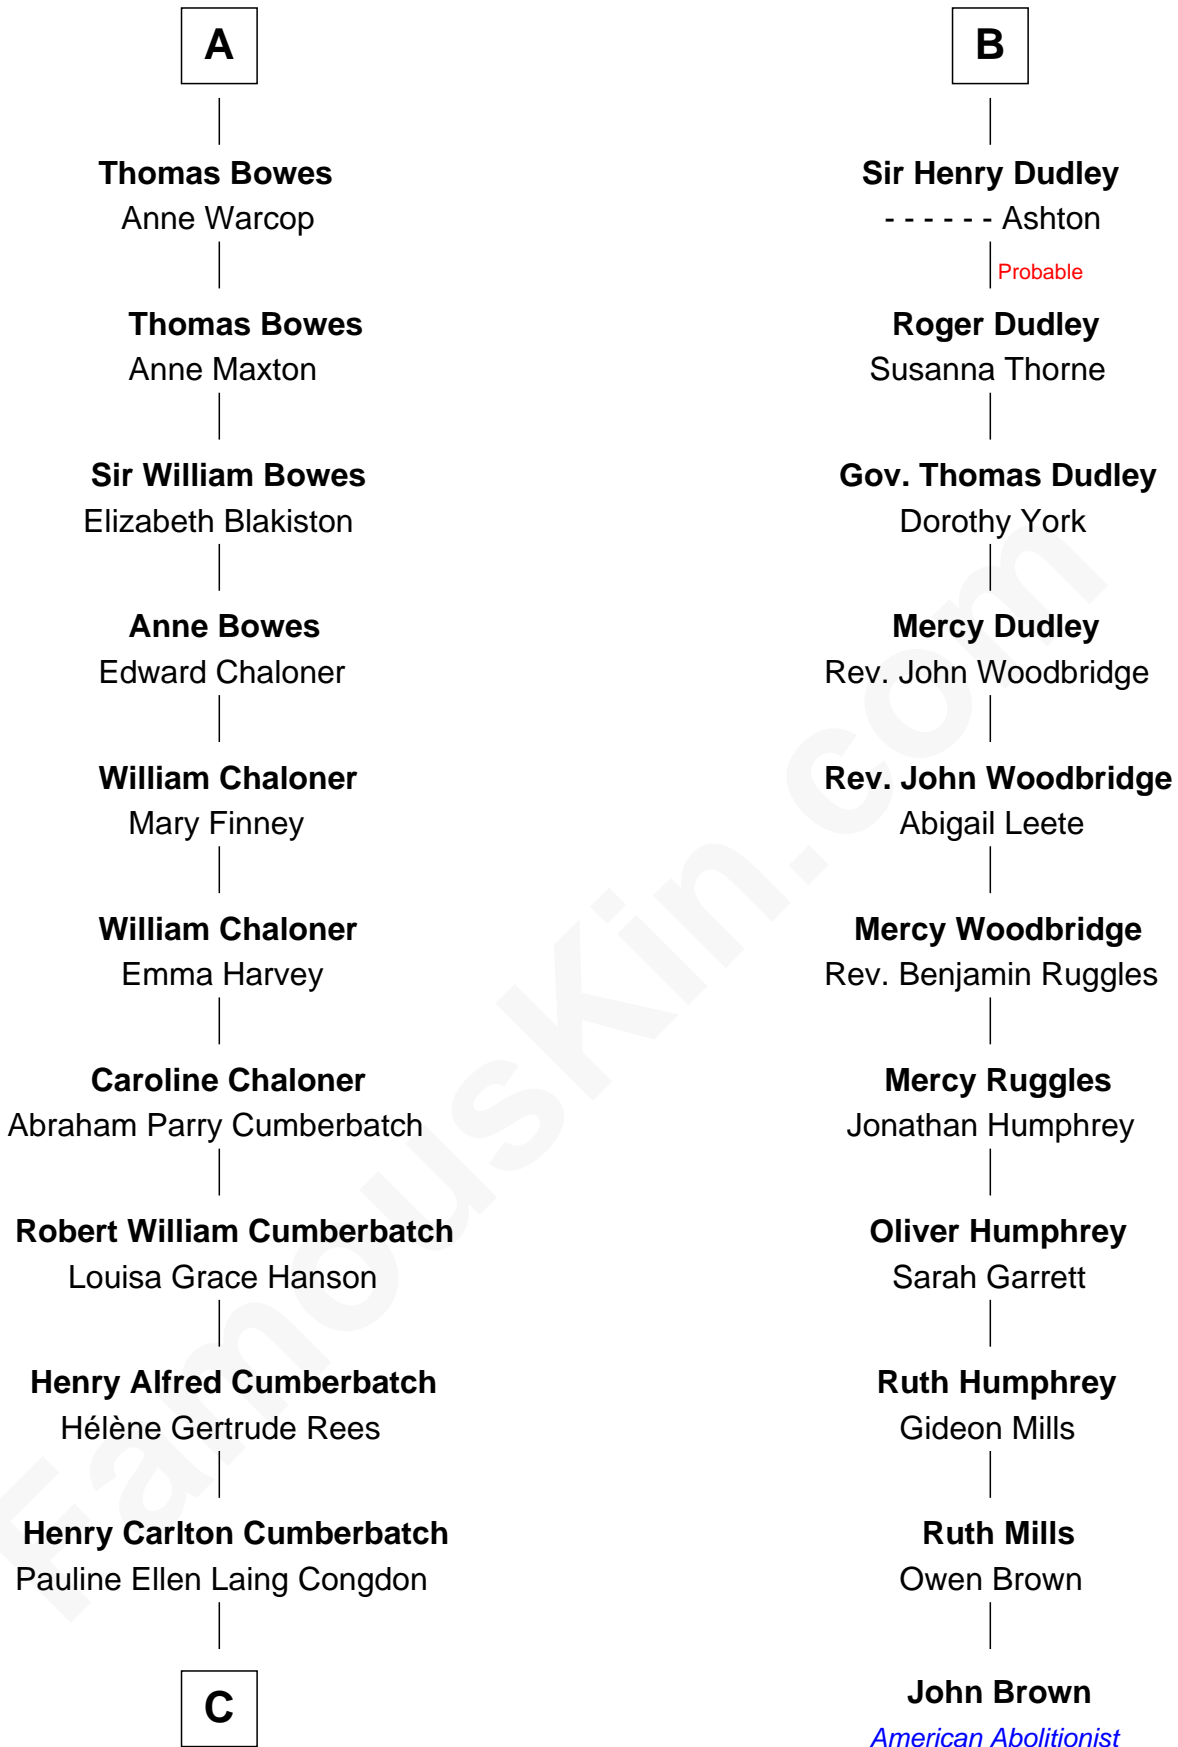 A
Thomas Bowes
Anne Warcop
Thomas Bowes
Anne Maxton
Sir William Bowes
Elizabeth Blakiston
Anne Bowes
Edward Chaloner
William Chaloner
Mary Finney
William Chaloner
Emma Harvey
Caroline Chaloner
Abraham Parry Cumberbatch
Robert William Cumberbatch
Louisa Grace Hanson
Henry Alfred Cumberbatch
Hélène Gertrude Rees
Henry Carlton Cumberbatch
Pauline Ellen Laing Congdon
C
B
Sir Henry Dudley
- - - - - - Ashton
Probable
Roger Dudley
Susanna Thorne
Gov. Thomas Dudley
Dorothy York
Mercy Dudley
Rev. John Woodbridge
Rev. John Woodbridge
Abigail Leete
Mercy Woodbridge
Rev. Benjamin Ruggles
Mercy Ruggles
Jonathan Humphrey
Oliver Humphrey
Sarah Garrett
Ruth Humphrey
Gideon Mills
Ruth Mills
Owen Brown
John Brown
American Abolitionist
FamousKin.com